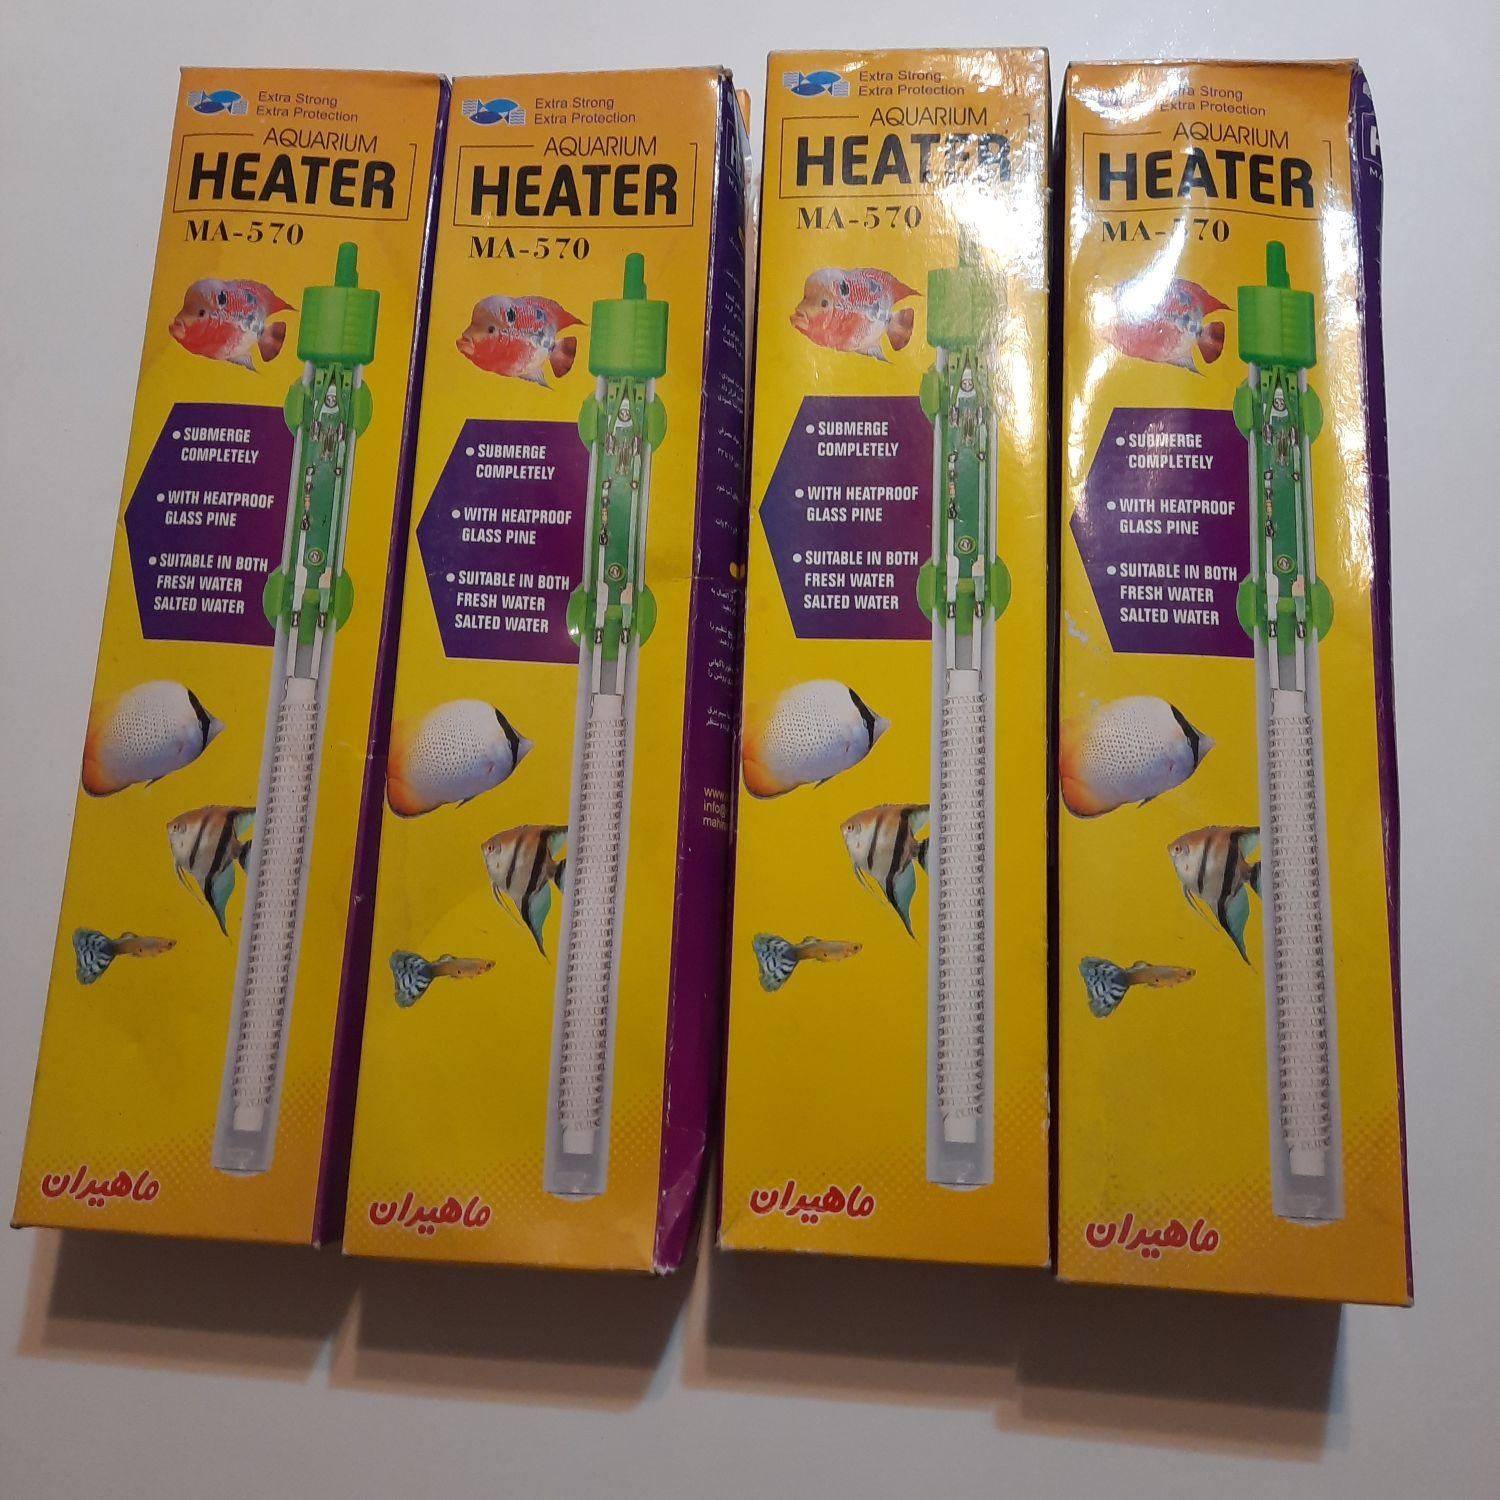 Extra Strong
Extra Protection
AQUARIUM
HEATER
MA-570
SUBMERGE
COMPLETELY
WITH HEATPROOF
GLASS PINE
SUITABLE IN BOTH
FRESH WATER
SALTED WATER
ماهیران
Extra Strong
Extra Protection
AQUARIUM
HEATER
MA-570
SUBMERGE
COMPLETELY
WITH HEATPROOF
GLASS PINE
SUITABLE IN BOTH
FRESH WATER
SALTED WATER
ماهیران
Extra Strong
Extra Protection
AQUARIUM
HEATER
MA-570
SUBMERGE
COMPLETELY
WITH HEATPROOF
GLASS PINE
SUITABLE IN BOTH
FRESH WATER
SALTED WATER
ماهیران
Strong
Extra Protection
AQUARIUM
HEATER
MA-570
SUBMERGE
COMPLETELY
WITH HEATPROOF
GLASS PINE
SUITABLE IN BOTH
FRESH WATER
SALTED WATER
ماهیران